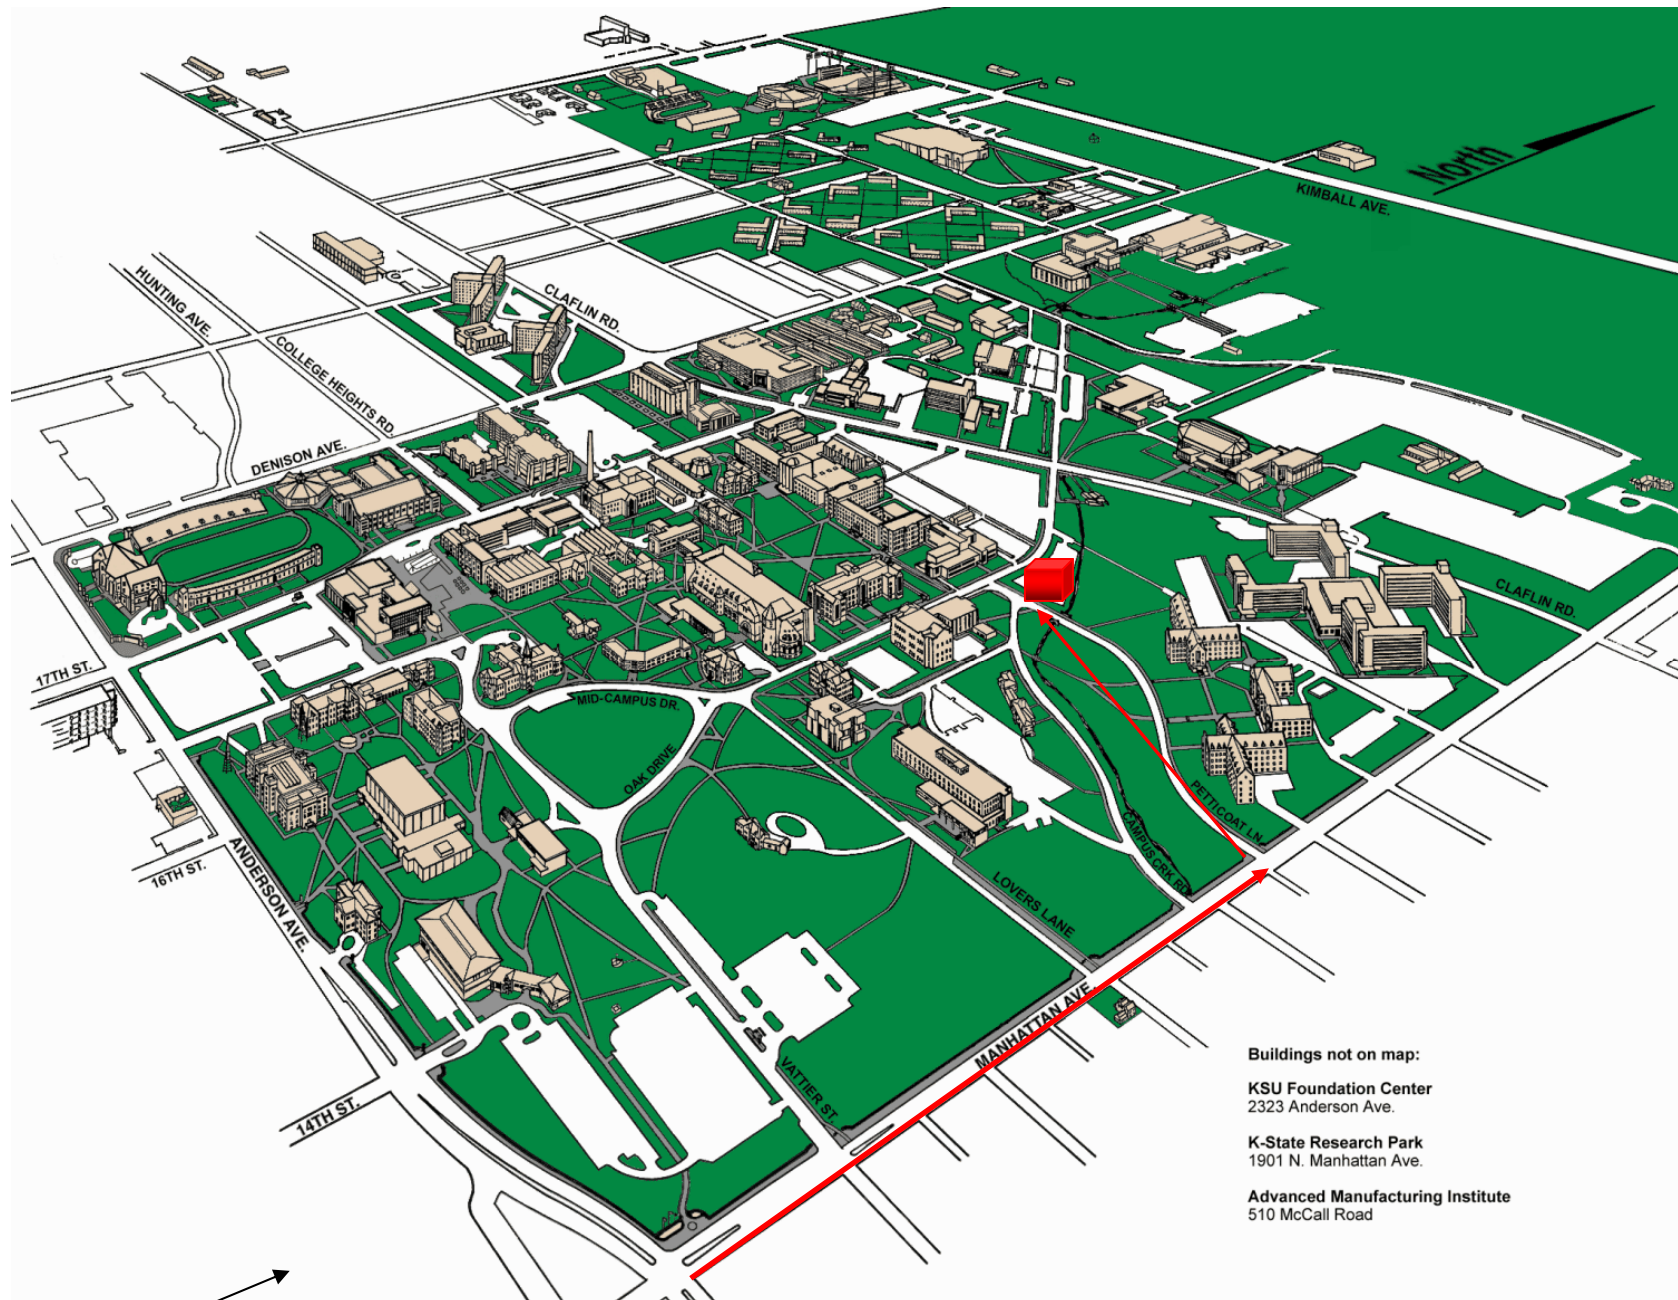 North
KIMBALL AVE.
CLAFLIN RD.
HUNTING AVE.
COLLEGE HEIGHTS RD.
DENISON AVE.
CLAFLIN RD.
17TH ST.
MID-CAMPUS DR.
OAK DRIVE
PETTICOAT LN.
CAMPUS CRK RD.
16TH ST.
ANDERSON AVE.
LOVERS LANE
MANHATTAN AVE.
VATTIER ST.
14TH ST.
Buildings not on map:
KSU Foundation Center
2323 Anderson Ave.
K-State Research Park
1901 N. Manhattan Ave.
Advanced Manufacturing Institute
510 McCall Road